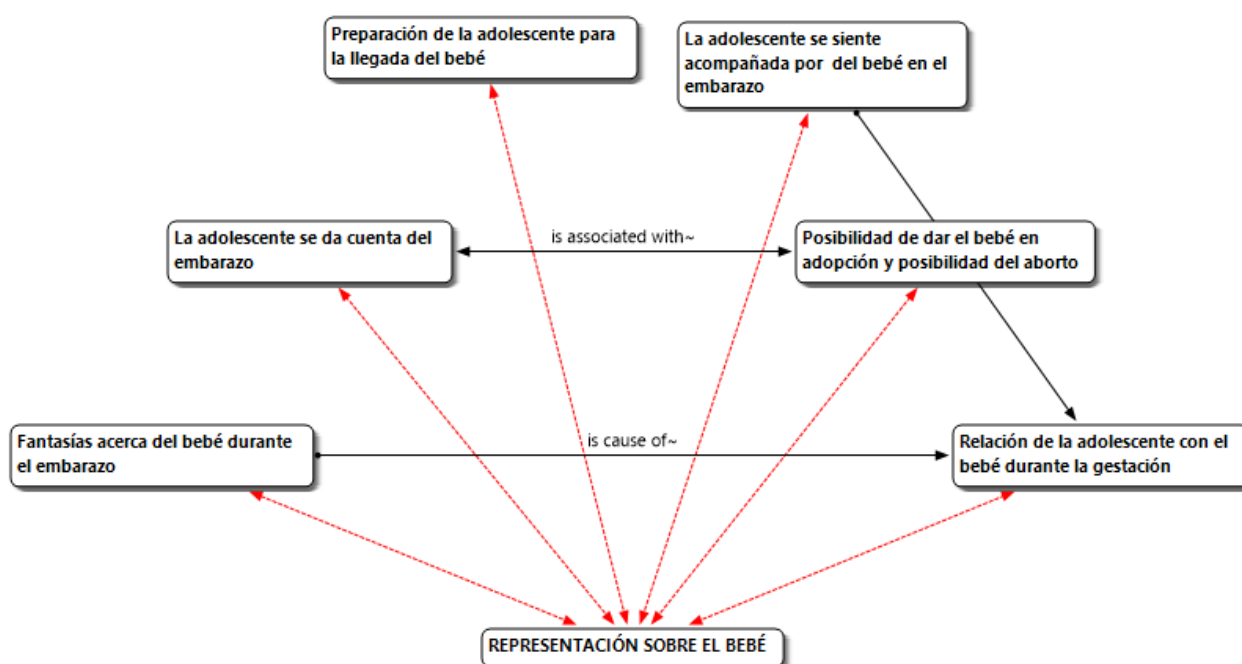 Preparación de la adolescente para
la llegada del bebé
La adolescente se siente
acompañada por  del bebé en el
embarazo
La adolescente se da cuenta del
embarazo
is associated with~
Posibilidad de dar el bebé en
adopción y posibilidad del aborto
Fantasías acerca del bebé durante
el embarazo
is cause of~
Relación de la adolescente con el
bebé durante la gestación
REPRESENTACIÓN SOBRE EL BEBÉ